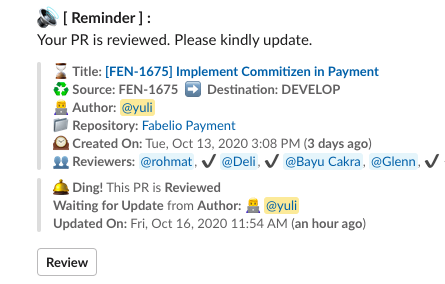 [ Reminder ] :
Your PR is reviewed. Please kindly update.
Title: [FEN-1675] Implement Commitizen in Payment
Source: FEN-1675 Destination: DEVELOP
Author: @yuli
Repository: Fabelio Payment
Created On: Tue, Oct 13, 2020 3:08 PM (3 days ago)
Reviewers: @rohmat, ✔ @Deli, ✔ @Bayu Cakra, @Glenn, ✔
Ding! This PR is Reviewed
Waiting for Update from Author: @yuli
Updated On: Fri, Oct 16, 2020 11:54 AM (an hour ago)
Review